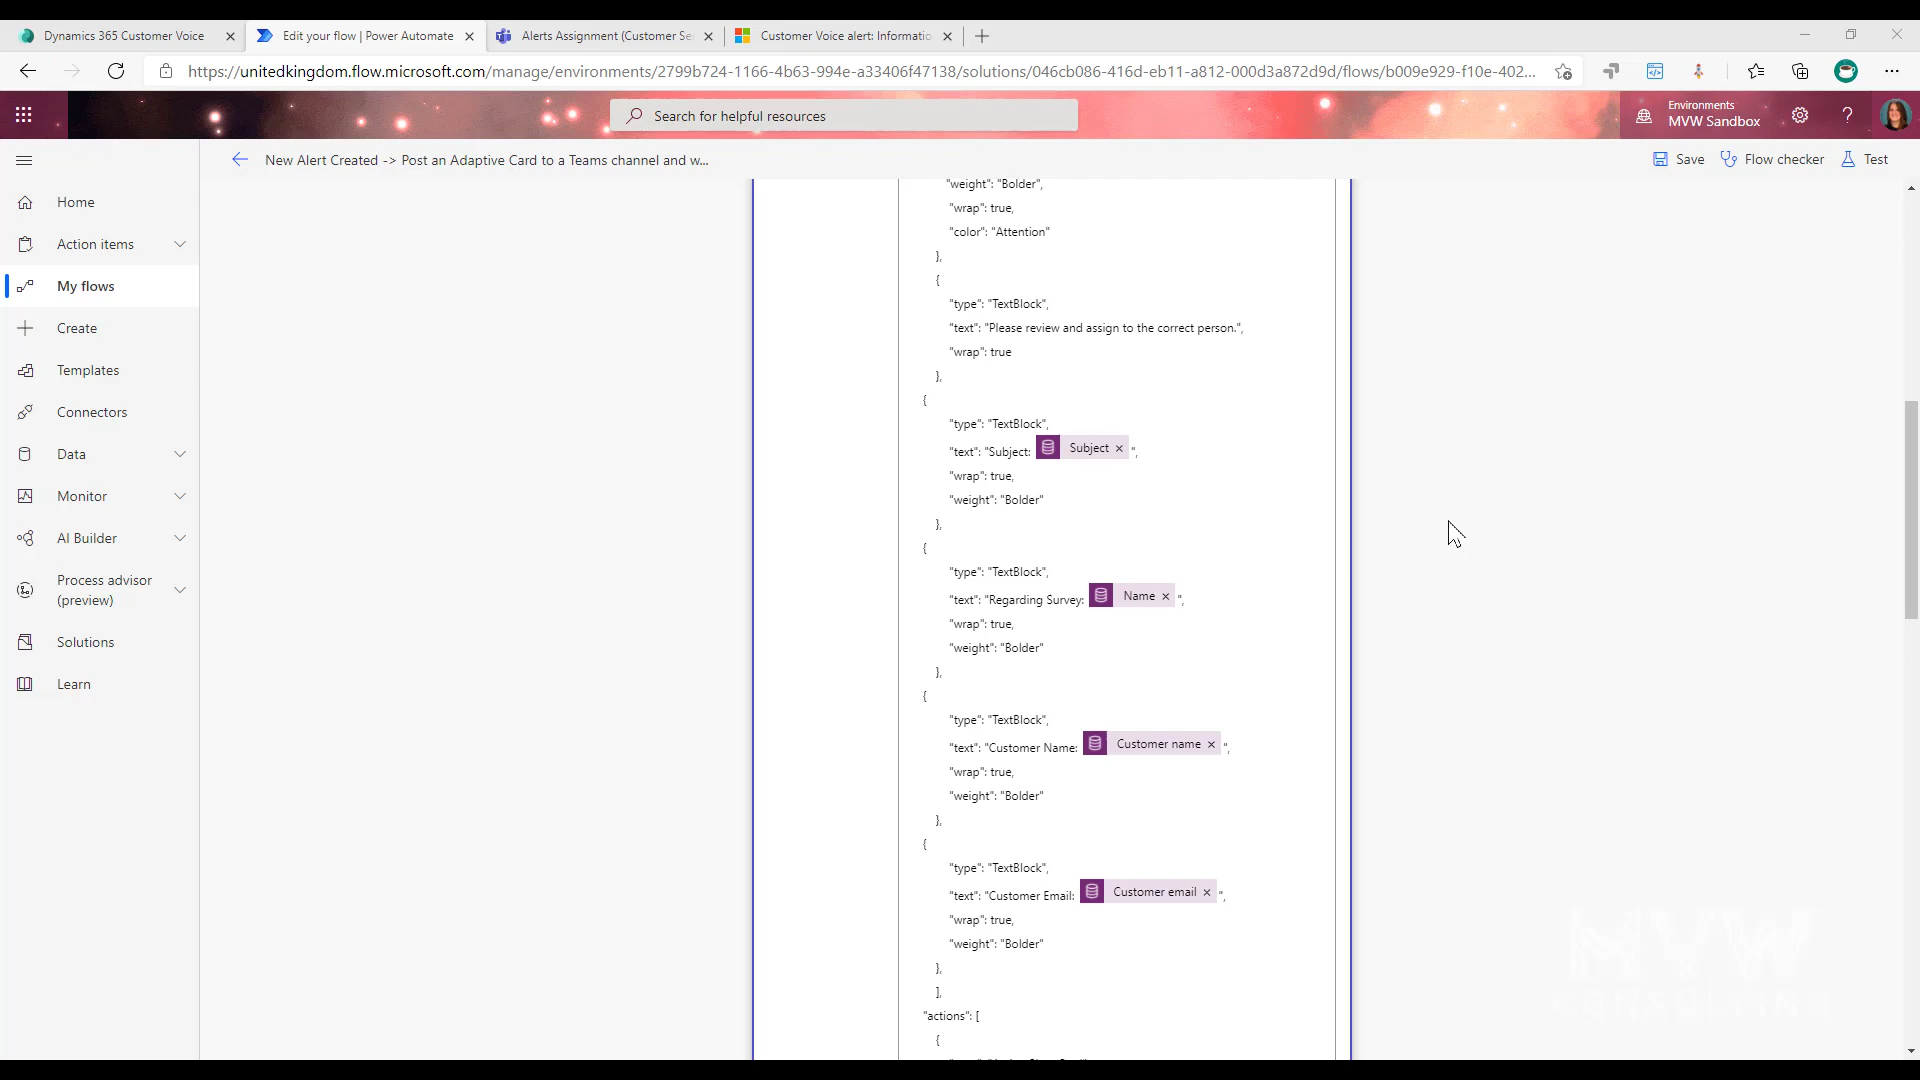 Dynamics 365 Customer Voice
Edit your flow | Power Automate
Alerts Assignment (Customer Se
Customer Voice alert: Informatio
https://unitedkingdom.flow.microsoft.com/manage/environments/2799b724-1166-4b63-994e-a33406f47138/solutions/046cb086-416d-eb11-a812-000d3a872d9d/flows/b009e929-f10e-402...
Search for helpful resources
Environments
MVW Sandbox
New Alert Created -> Post an Adaptive Card to a Teams channel and w...
Save
Flow checker
Test
Home
Action items
My flows
Create
Templates
Connectors
Data
Monitor
AI Builder
Process advisor
(preview)
Solutions
Learn
"weight": "Bolder",
"wrap": true,
"color": "Attention"
},
{
"type": "TextBlock",
"text": "Please review and assign to the correct person.",
"wrap": true
},
{
"type": "TextBlock",
"text": "Subject: Subject ",
"wrap": true,
"weight": "Bolder"
},
{
"type": "TextBlock",
"text": "Regarding Survey: Name ",
"wrap": true,
"weight": "Bolder"
},
{
"type": "TextBlock",
"text": "Customer Name: Customer name ",
"wrap": true,
"weight": "Bolder"
},
{
"type": "TextBlock",
"text": "Customer Email: Customer email ",
"wrap": true,
"weight": "Bolder"
},
],
"actions": [
{